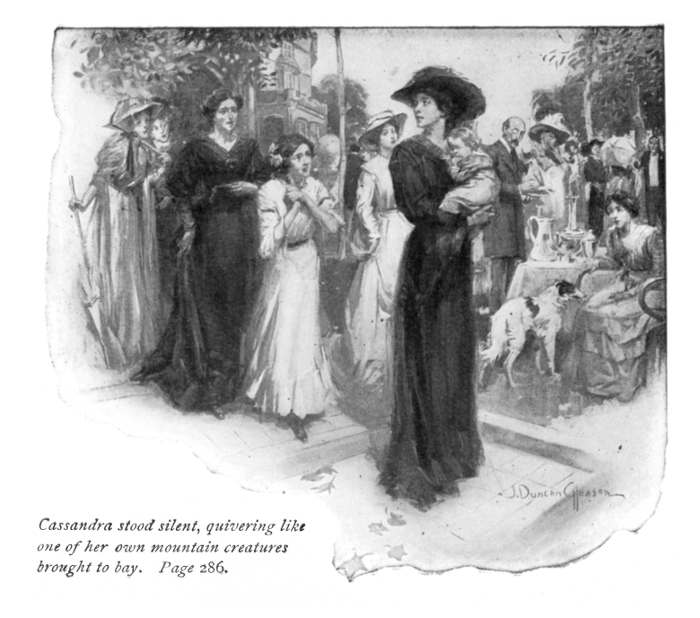 J. Duncan Gleason
Cassandra stood silent, quivering like
one of her own mountain creatures
brought to bay. Page 286.